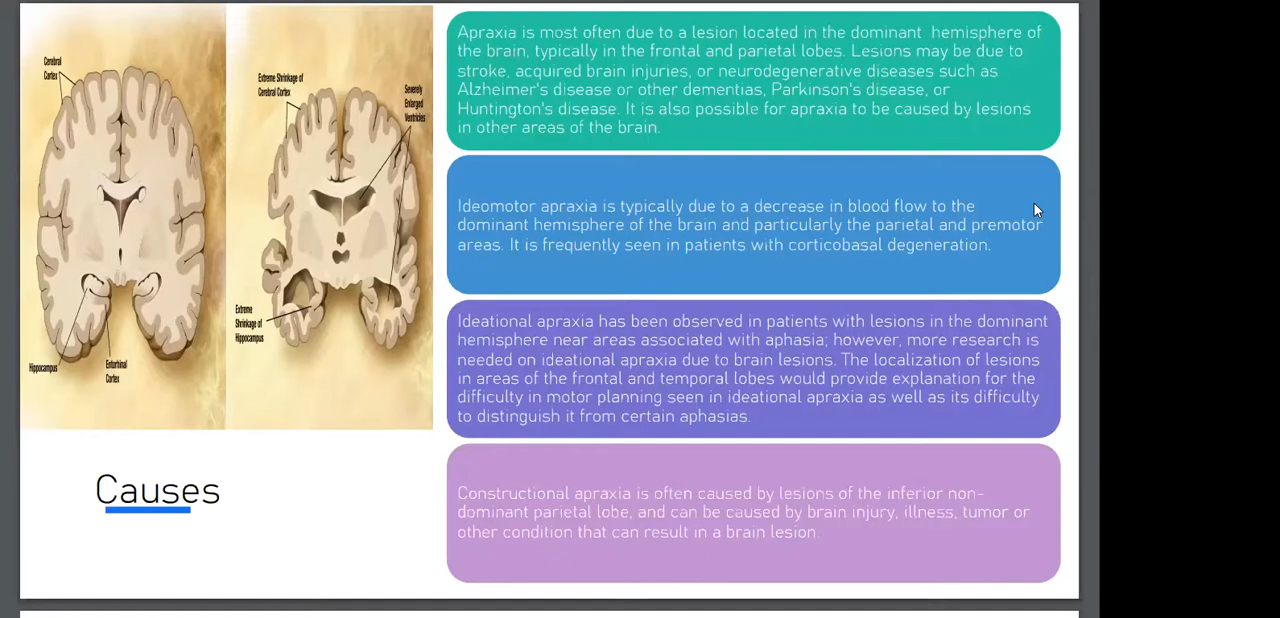 Cerebral
Cortex
Hippocampus
Entorhinal
Cortex
Extreme Shrinkage of
Cerebral Cortex
Severely
Enlarged
Ventricles
Extreme
Shrinkage of
Hippocampus
Causes
Apraxia is most often due to a lesion located in the dominant hemisphere of
the brain, typically in the frontal and parietal lobes. Lesions may be due to
stroke, acquired brain injuries, or neurodegenerative diseases such as
Alzheimer's disease or other dementias, Parkinson's disease, or
Huntington's disease. It is also possible for apraxia to be caused by lesions
in other areas of the brain.
Ideomotor apraxia is typically due to a decrease in blood flow to the
dominant hemisphere of the brain and particularly the parietal and premotor
areas. It is frequently seen in patients with corticobasal degeneration.
Ideational apraxia has been observed in patients with lesions in the dominant
hemisphere near areas associated with aphasia; however, more research is
needed on ideational apraxia due to brain lesions. The localization of lesions
in areas of the frontal and temporal lobes would provide explanation for the
difficulty in motor planning seen in ideational apraxia as well as its difficulty
to distinguish it from certain aphasias.
Constructional apraxia is often caused by lesions of the inferior non-
dominant parietal lobe, and can be caused by brain injury, illness, tumor or
other condition that can result in a brain lesion.